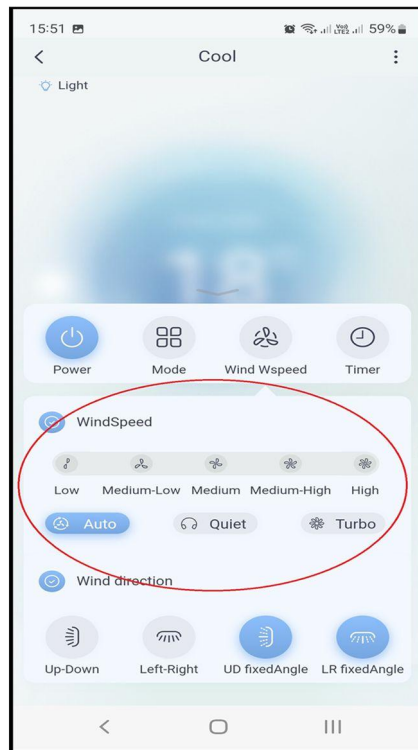 15:51 59%
Cool
Light
Power Mode Wind Wspeed Timer
WindSpeed
Low Medium-Low Medium Medium-High High
Auto Quiet Turbo
Wind direction
Up-Down Left-Right UD fixedAngle LR fixedAngle